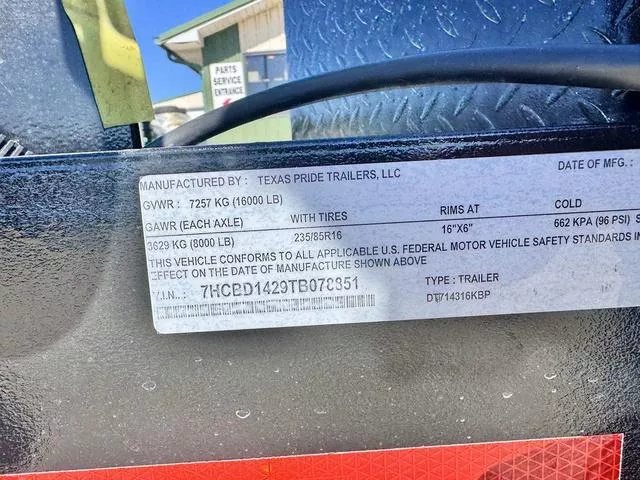 PARTS
SERVICE
ENTRANCE
MANUFACTURED BY : TEXAS PRIDE TRAILERS, LLC DATE OF MFG. :
GVWR : 7257 KG (16000 LB)
GAWR (EACH AXLE) WITH TIRES RIMS AT COLD
3629 KG (8000 LB) 235/85R16 16"X6" 662 KPA (96 PSI) S
THIS VEHICLE CONFORMS TO ALL APPLICABLE U.S. FEDERAL MOTOR VEHICLE SAFETY STANDARDS IN
EFFECT ON THE DATE OF MANUFACTURE SHOWN ABOVE
V.I.N.: 7HCBD1429TB078351 TYPE : TRAILER
DT714316KBP